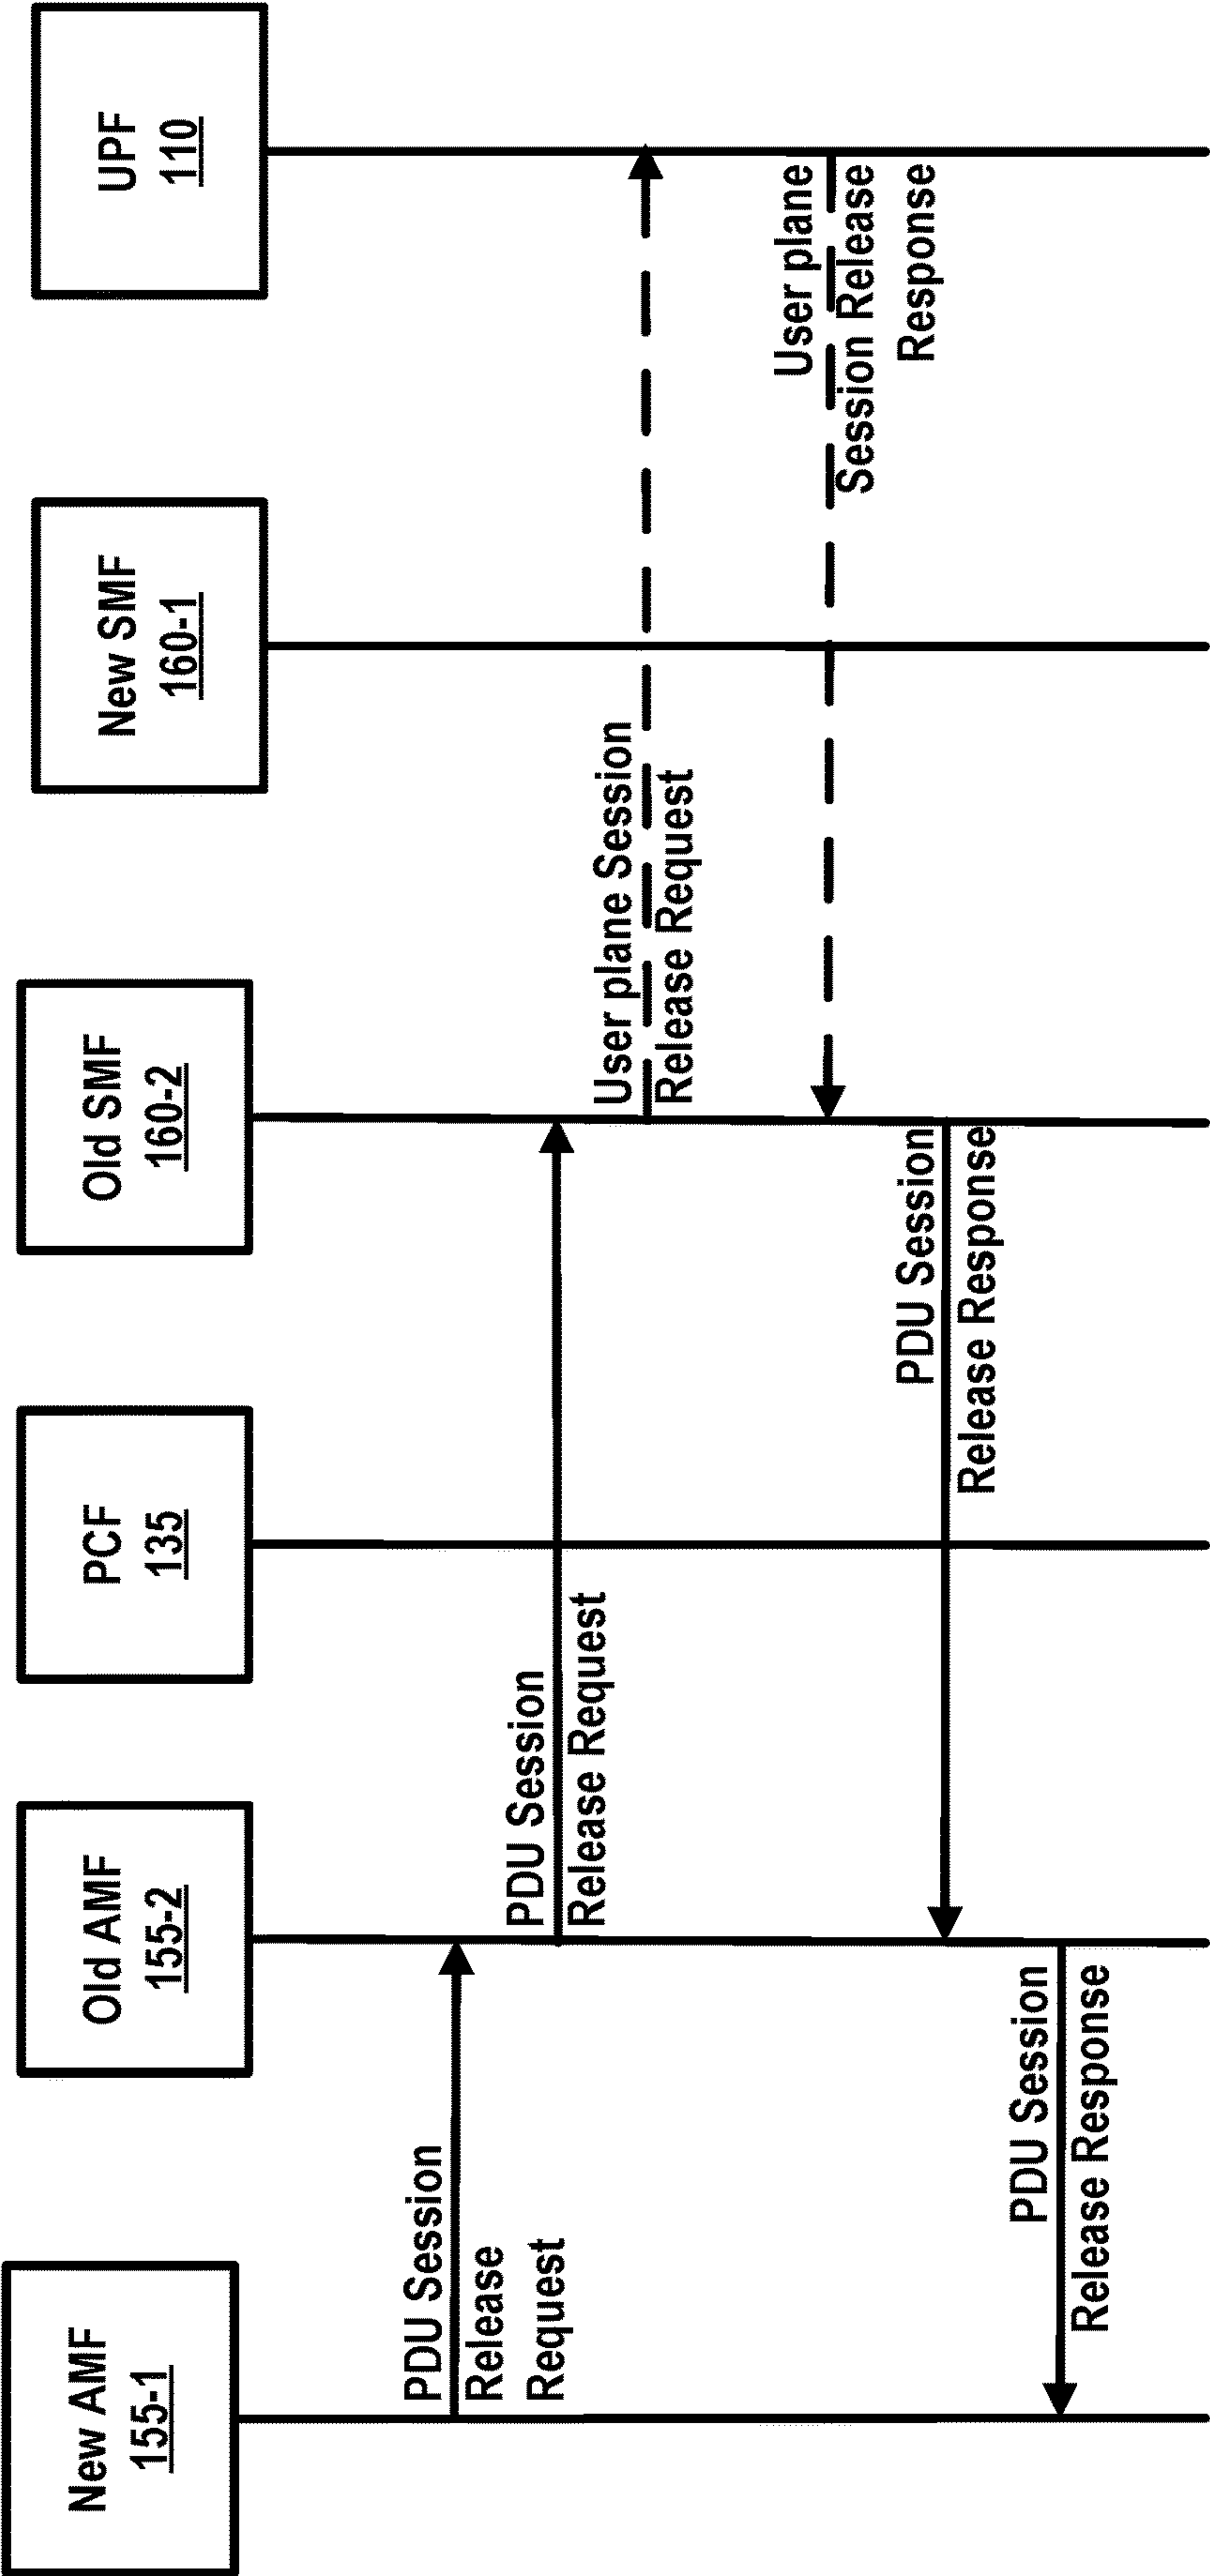 New AMF
155-1
Old AMF
155-2
PCF
135
Old SMF
160-2
New SMF
160-1
UPF
110
PDU Session
Release
Request
PDU Session
Release Request
User plane Session
Release Request
User plane
Session Release
Response
PDU Session
Release Response
PDU Session
Release Response